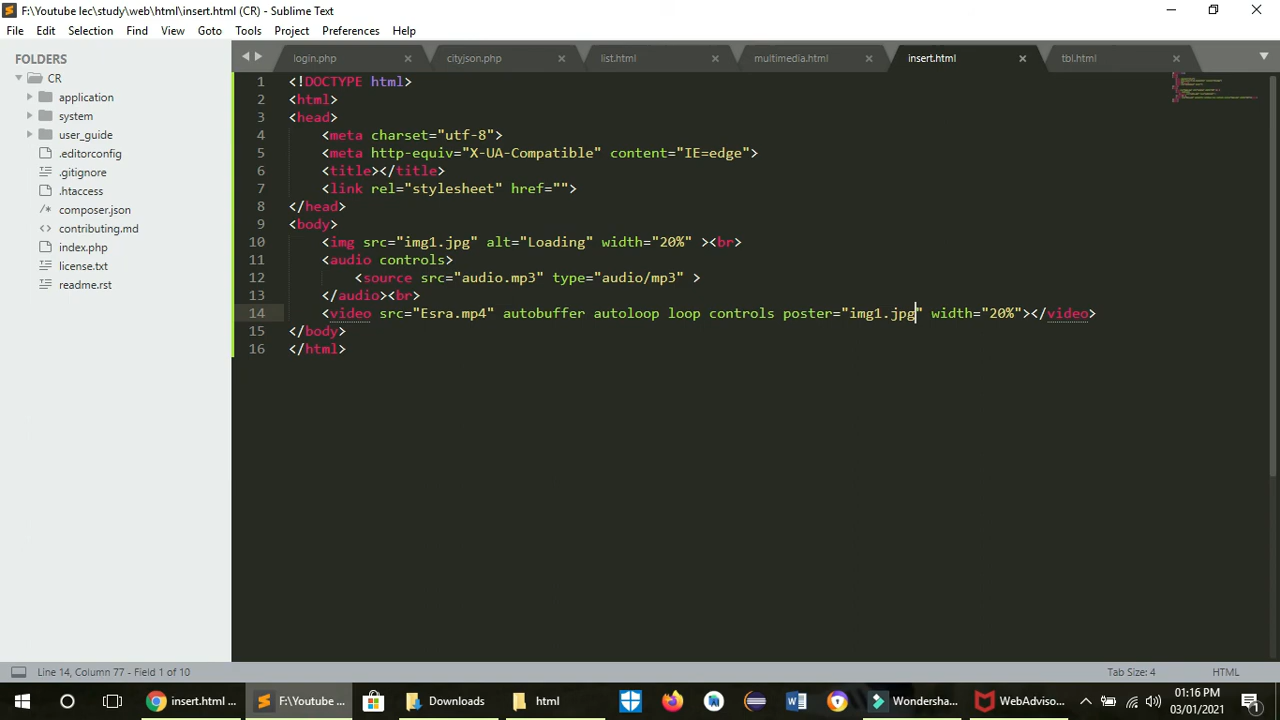 F:\Youtube lec\study\web\html\insert.html (CR) - Sublime Text
File Edit Selection Find View Goto Tools Project Preferences Help
FOLDERS
CR
application
system
user_guide
.editorconfig
.gitignore
.htaccess
composer.json
contributing.md
index.php
license.txt
readme.rst
login.php cityjson.php list.html multimedia.html insert.html tbl.html
1 <!DOCTYPE html>
2 <html>
3 <head>
4 <meta charset="utf-8">
5 <meta http-equiv="X-UA-Compatible" content="IE=edge">
6 <title></title>
7 <link rel="stylesheet" href="">
8 </head>
9 <body>
10 <img src="img1.jpg" alt="Loading" width="20%" ><br>
11 <audio controls>
12 <source src="audio.mp3" type="audio/mp3" >
13 </audio><br>
14 <video src="Esra.mp4" autobuffer autoloop loop controls poster="img1.jpg" width="20%"></video>
15 </body>
16 </html>
Line 14, Column 77 - Field 1 of 10 Tab Size: 4 HTML
insert.html ... F:\Youtube ... Downloads html Wondersha... WebAdviso... 01:16 PM
03/01/2021
1